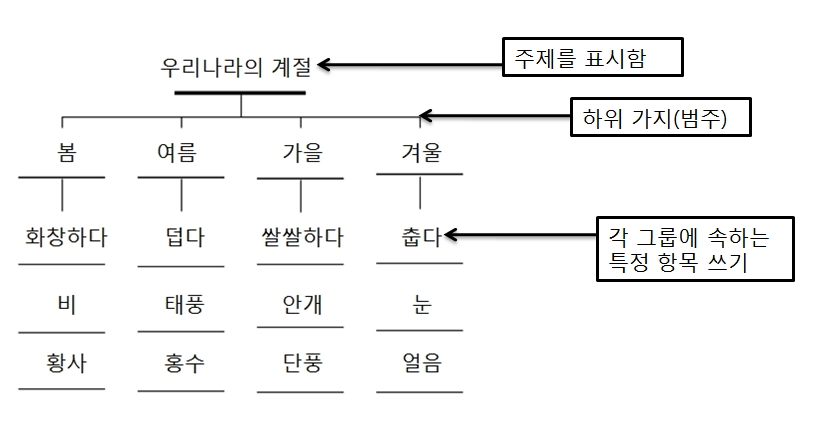 우리나라의 계절
주제를 표시함
하위 가지(범주)
봄 여름 가을 겨울
화창하다 덥다 쌀쌀하다 춥다
각 그룹에 속하는
특정 항목 쓰기
비 태풍 안개 눈
황사 홍수 단풍 얼음